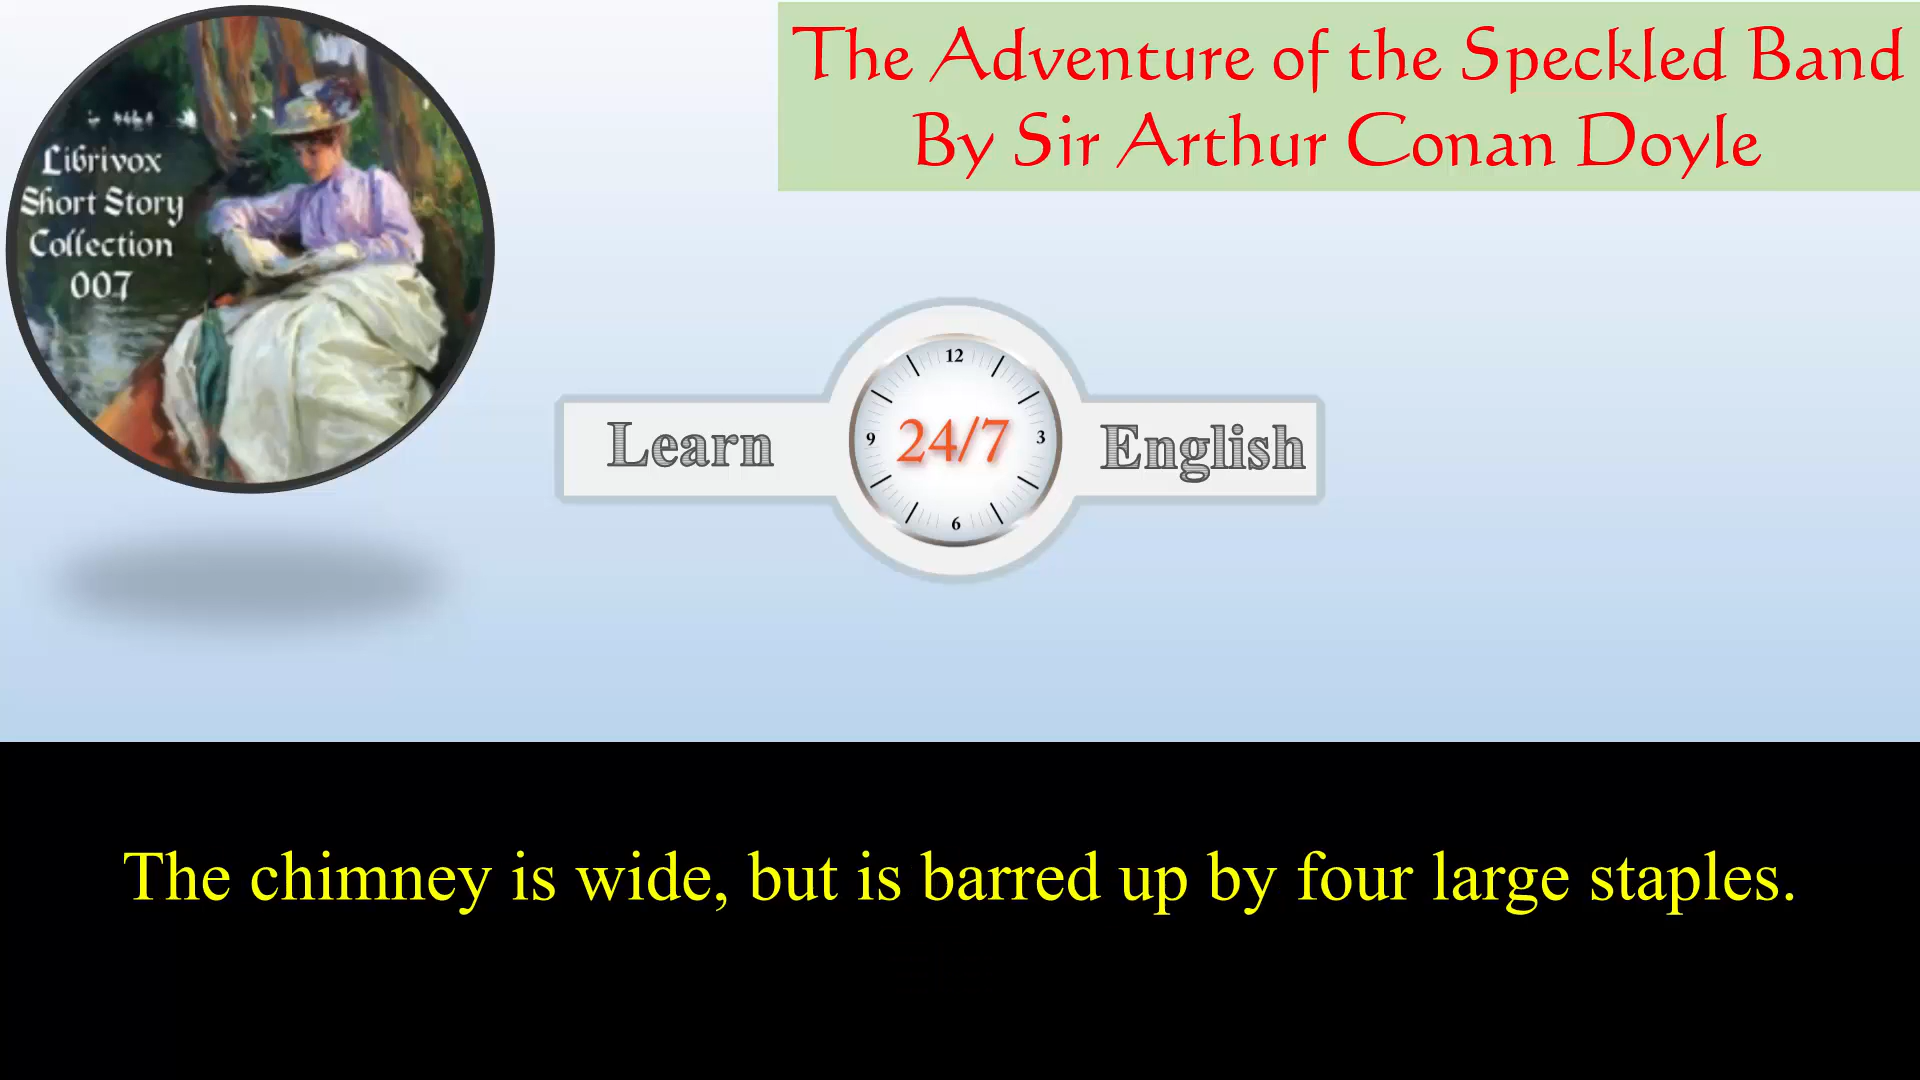 The Adventure of the Speckled Band
By Sir Arthur Conan Doyle
Librivox
Short Story
Collection
007
12
9
3
6
Learn
24/7
English
The chimney is wide, but is barred up by four large staples.